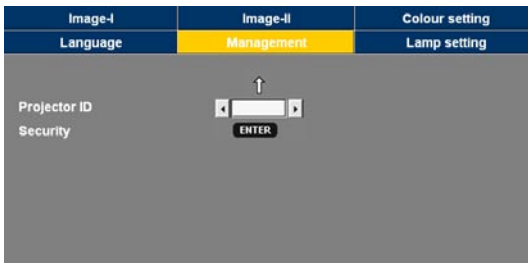 Image-I Image-II Colour setting
Language Management Lamp setting
Projector ID
Security ENTER